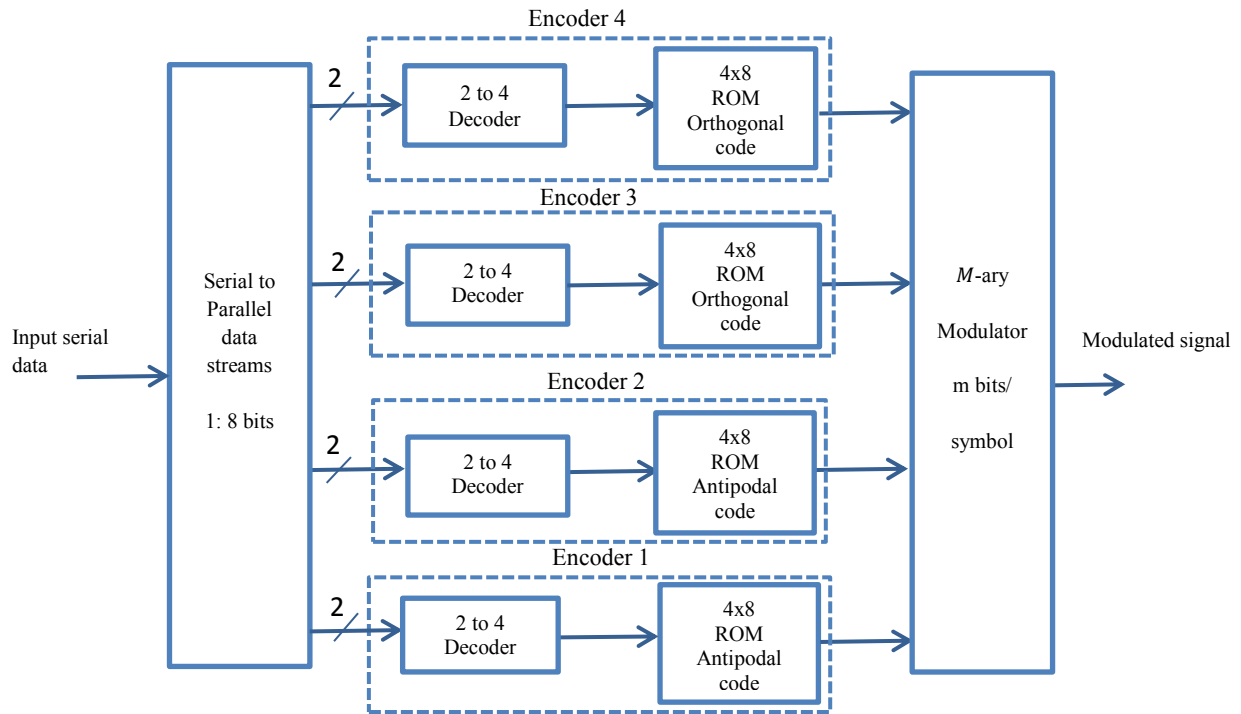 Encoder 4
2
2 to 4
Decoder
4x8
ROM
Orthogonal
code
Encoder 3
2
2 to 4
Decoder
4x8
ROM
Orthogonal
code
Input serial
data
Serial to
Parallel
data
streams
1: 8 bits
M-ary
Modulator
m bits/
symbol
Modulated signal
Encoder 2
2
2 to 4
Decoder
4x8
ROM
Antipodal
code
Encoder 1
2
2 to 4
Decoder
4x8
ROM
Antipodal
code